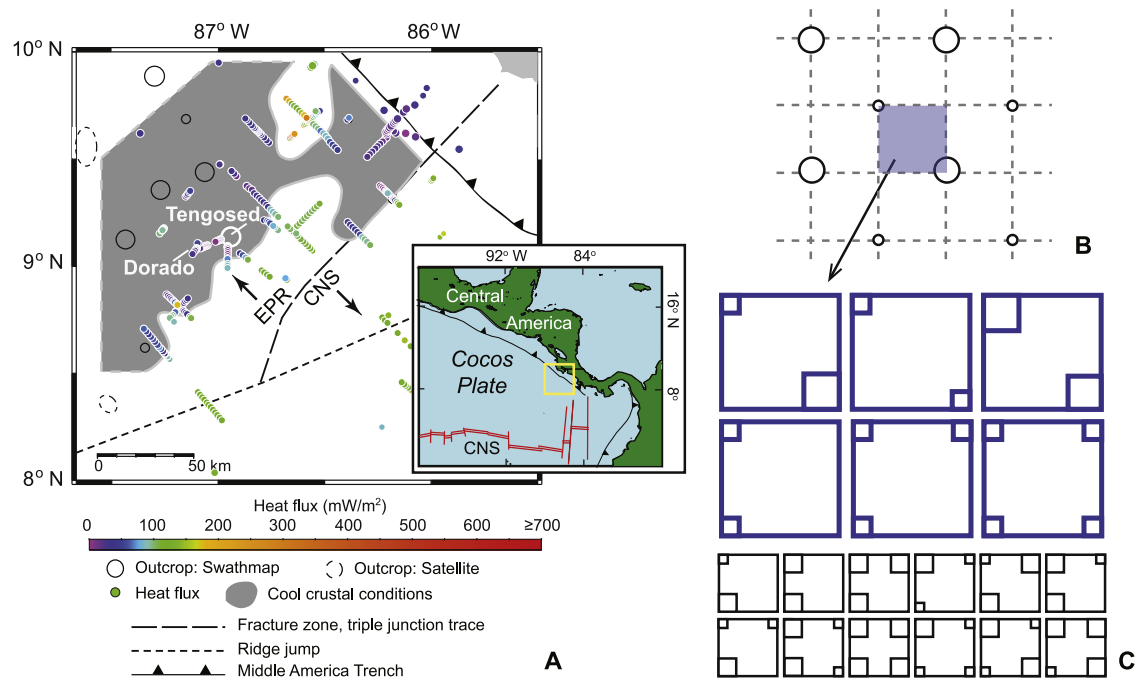 87° W
86° W
10° N
9° N
8° N
Tengosed
Dorado
EPR
CNS
0
50 km
A
92° W
84°
16° N
8°
Central
America
Cocos
Plate
CNS
Heat flux (mW/m²)
0 100 200 300 400 500 600 ≥700
Outcrop: Swathmap
Outcrop: Satellite
Heat flux
Cool crustal conditions
Fracture zone, triple junction trace
Ridge jump
Middle America Trench
B
C